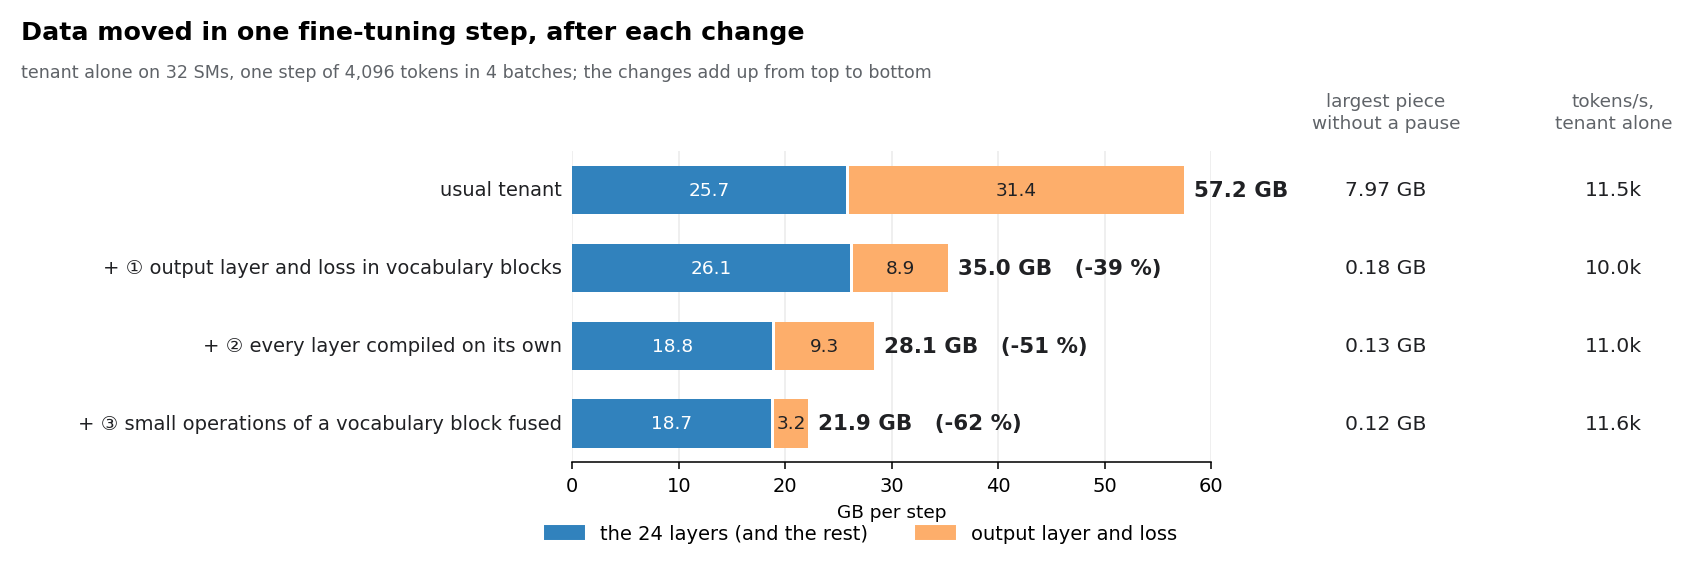 Data moved in one fine-tuning step, after each change
tenant alone on 32 SMs, one step of 4,096 tokens in 4 batches; the changes add up from top to bottom
largest piece
without a pause
tokens/s,
tenant alone
usual tenant 25.7 31.4 57.2 GB 7.97 GB 11.5k
+ ① output layer and loss in vocabulary blocks 26.1 8.9 35.0 GB (-39 %) 0.18 GB 10.0k
+ ② every layer compiled on its own 18.8 9.3 28.1 GB (-51 %) 0.13 GB 11.0k
+ ③ small operations of a vocabulary block fused 18.7 3.2 21.9 GB (-62 %) 0.12 GB 11.6k
0 10 20 30 40 50 60
GB per step
the 24 layers (and the rest) output layer and loss